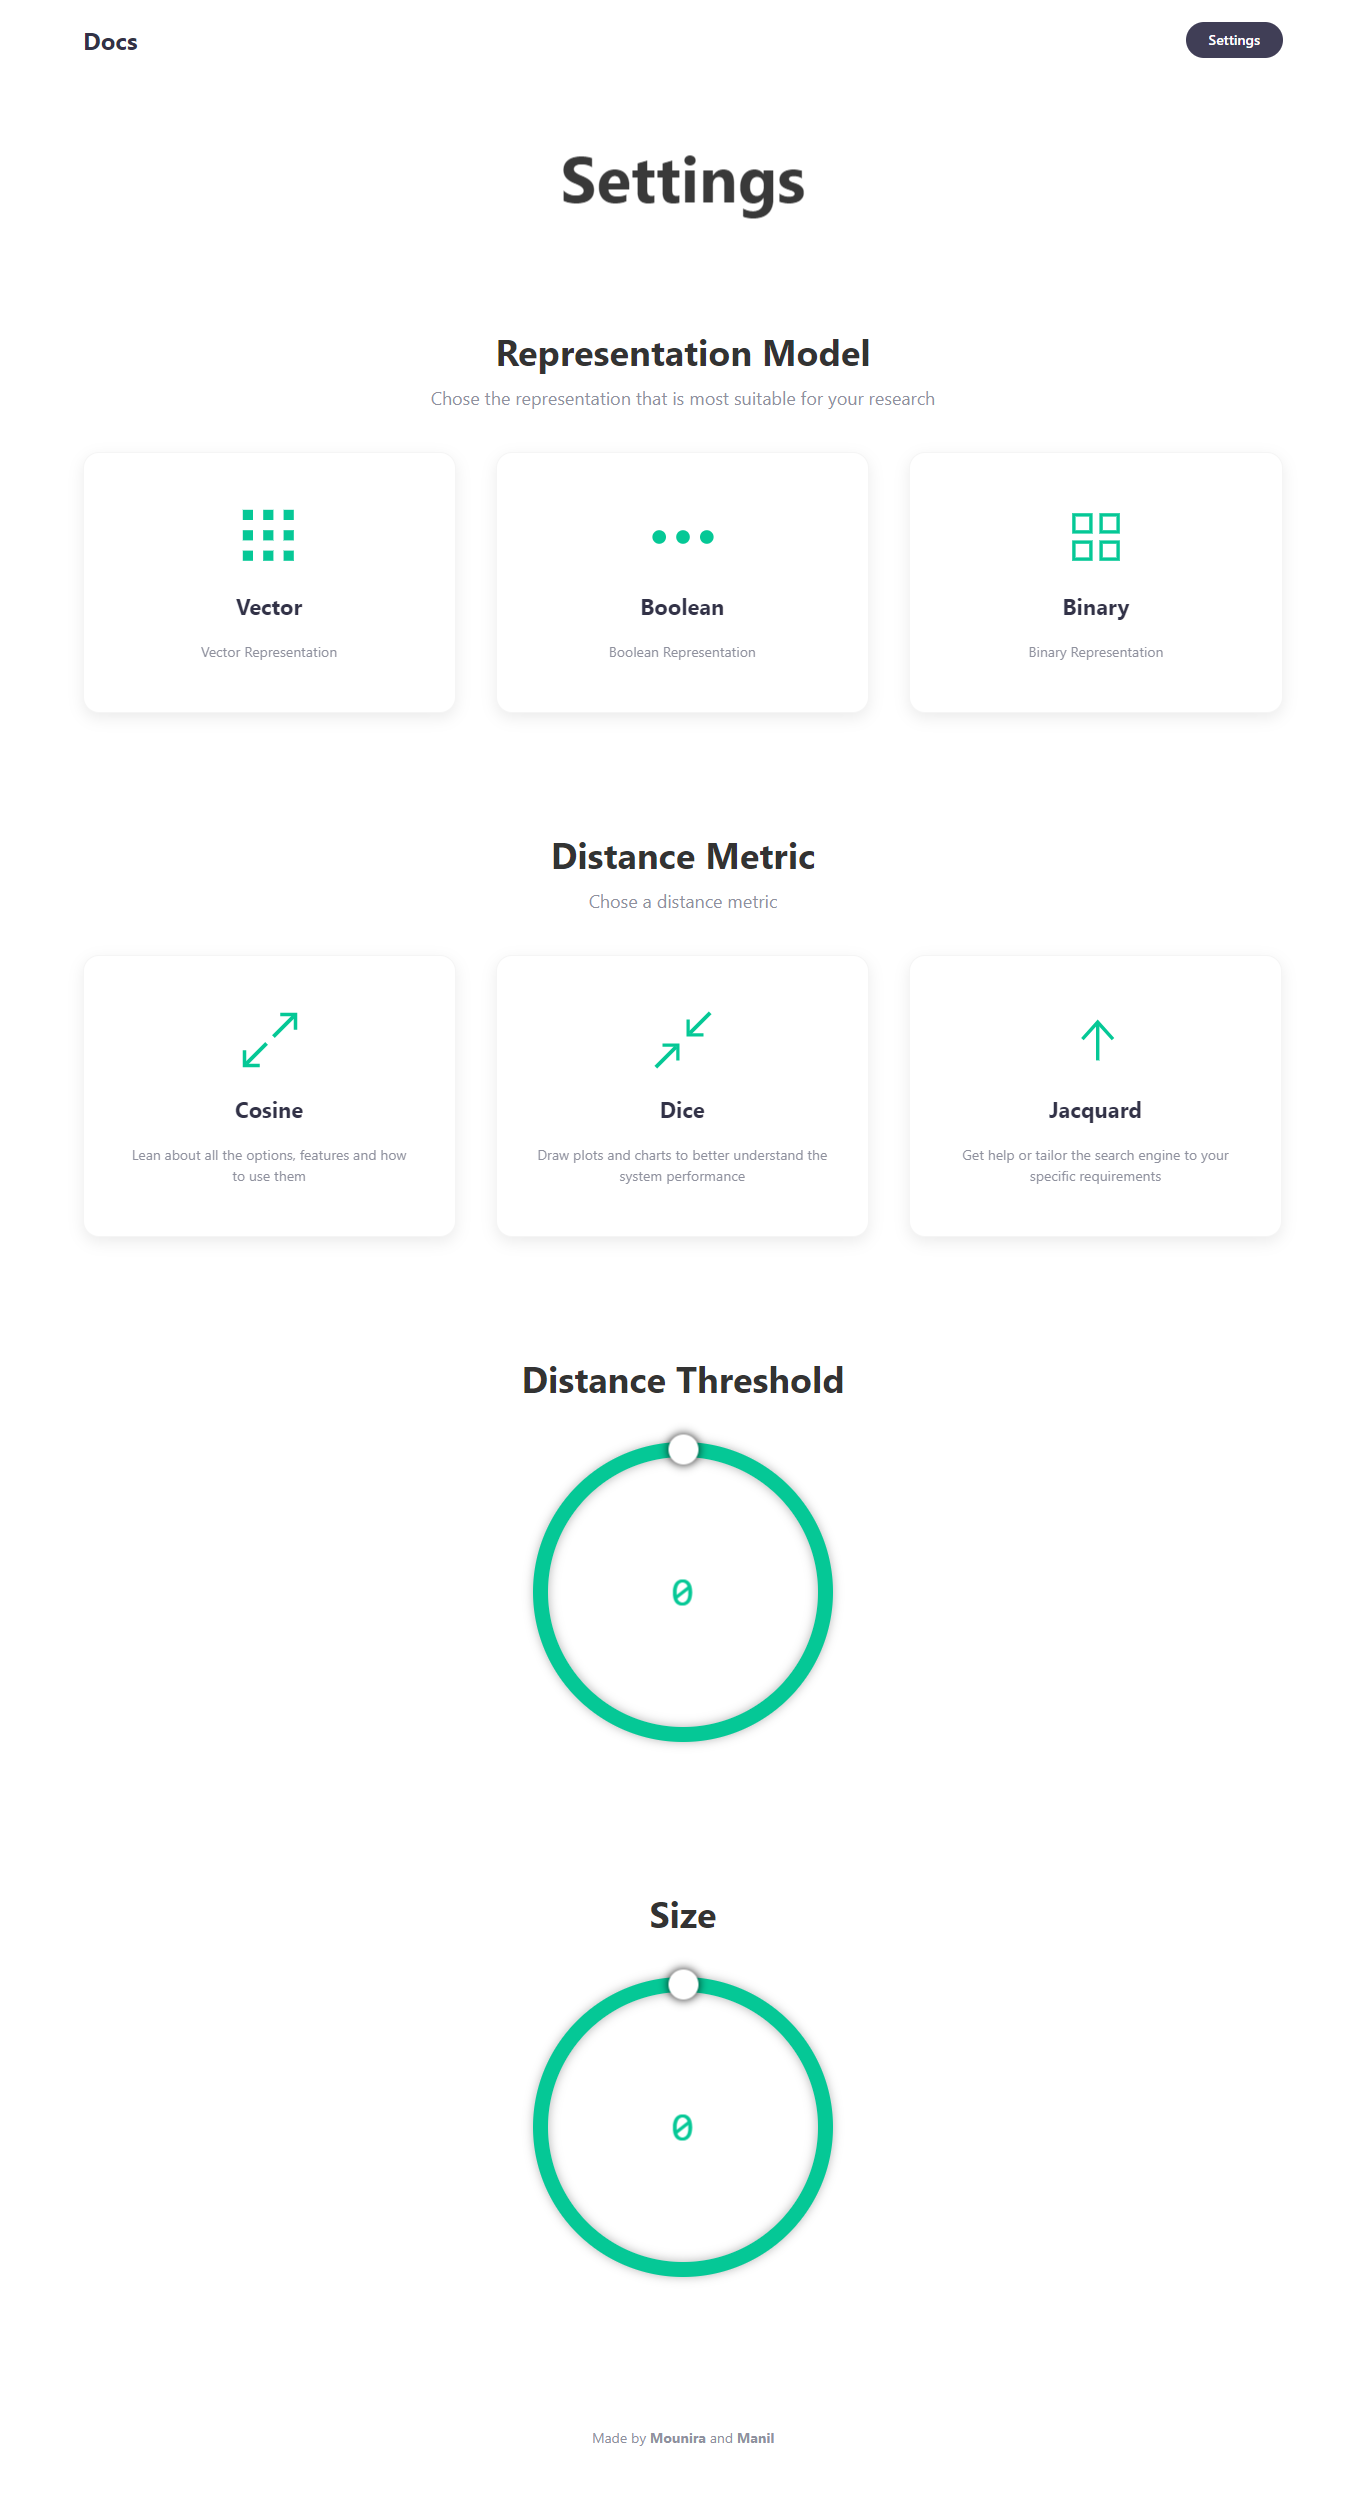 Docs
Settings
Settings
Representation Model
Chose the representation that is most suitable for your research
Vector
Vector Representation
Boolean
Boolean Representation
Binary
Binary Representation
Distance Metric
Chose a distance metric
Cosine
Lean about all the options, features and how
to use them
Dice
Draw plots and charts to better understand the
system performance
Jacquard
Get help or tailor the search engine to your
specific requirements
Distance Threshold
0
Size
0
Made by Mounira and Manil